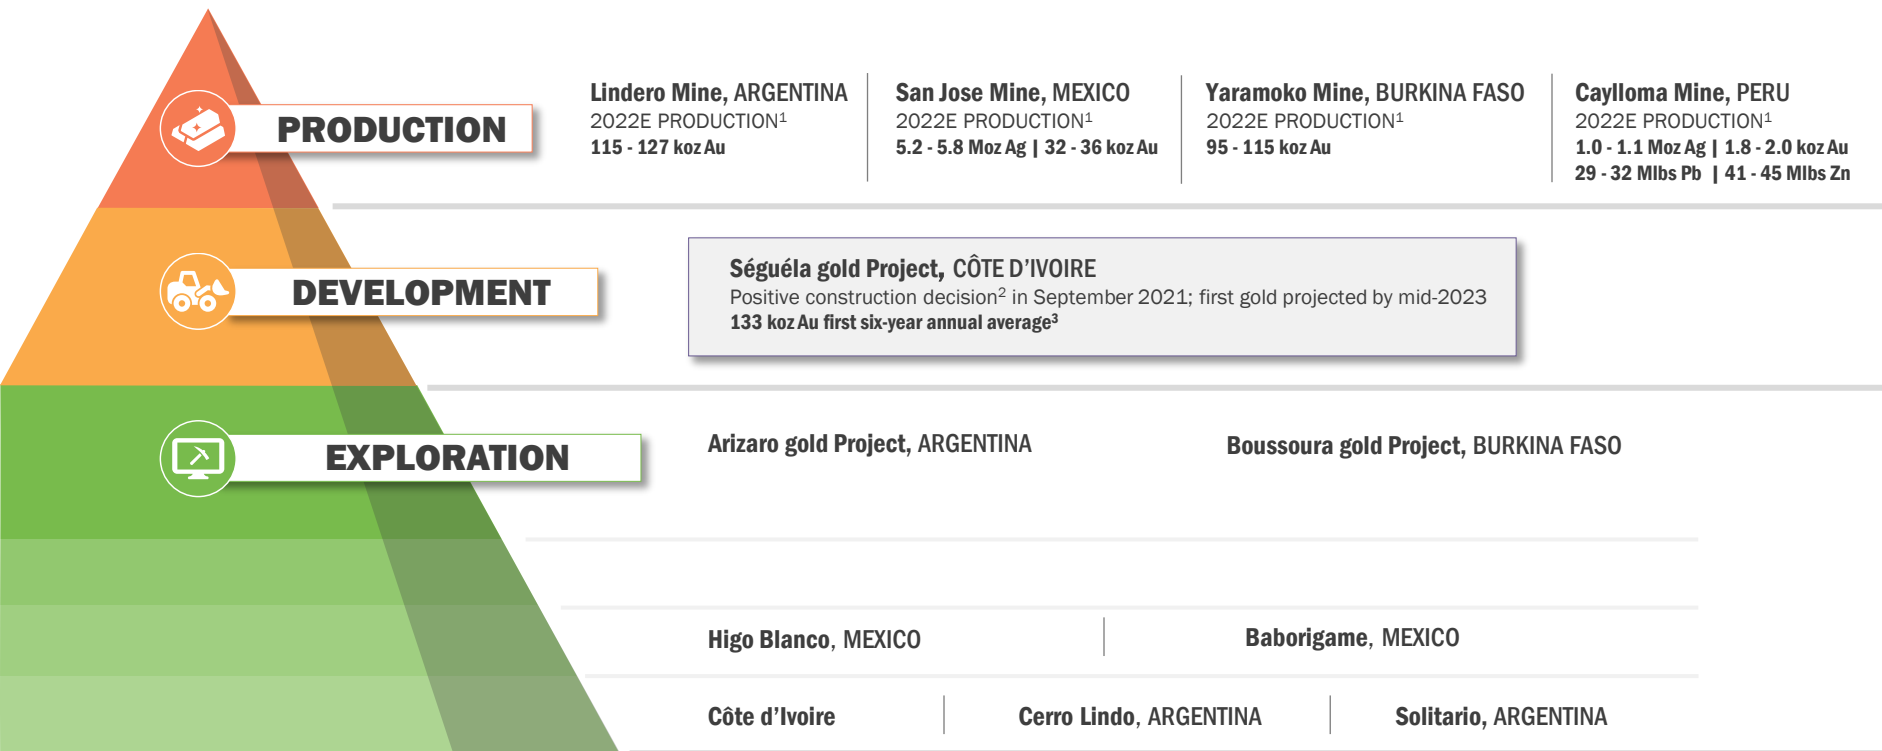 PRODUCTION
Lindero Mine, ARGENTINA
2022E PRODUCTION¹
115 - 127 koz Au
San Jose Mine, MEXICO
2022E PRODUCTION¹
5.2 - 5.8 Moz Ag | 32 - 36 koz Au
Yaramoko Mine, BURKINA FASO
2022E PRODUCTION¹
95 - 115 koz Au
Caylloma Mine, PERU
2022E PRODUCTION¹
1.0 - 1.1 Moz Ag | 1.8 - 2.0 koz Au
29 - 32 Mlbs Pb | 41 - 45 Mlbs Zn
DEVELOPMENT
Séguéla gold Project, CÔTE D’IVOIRE
Positive construction decision² in September 2021; first gold projected by mid-2023
133 koz Au first six-year annual average³
EXPLORATION
Arizaro gold Project, ARGENTINA
Boussoura gold Project, BURKINA FASO
Higo Blanco, MEXICO
Baborigame, MEXICO
Côte d’Ivoire
Cerro Lindo, ARGENTINA
Solitario, ARGENTINA